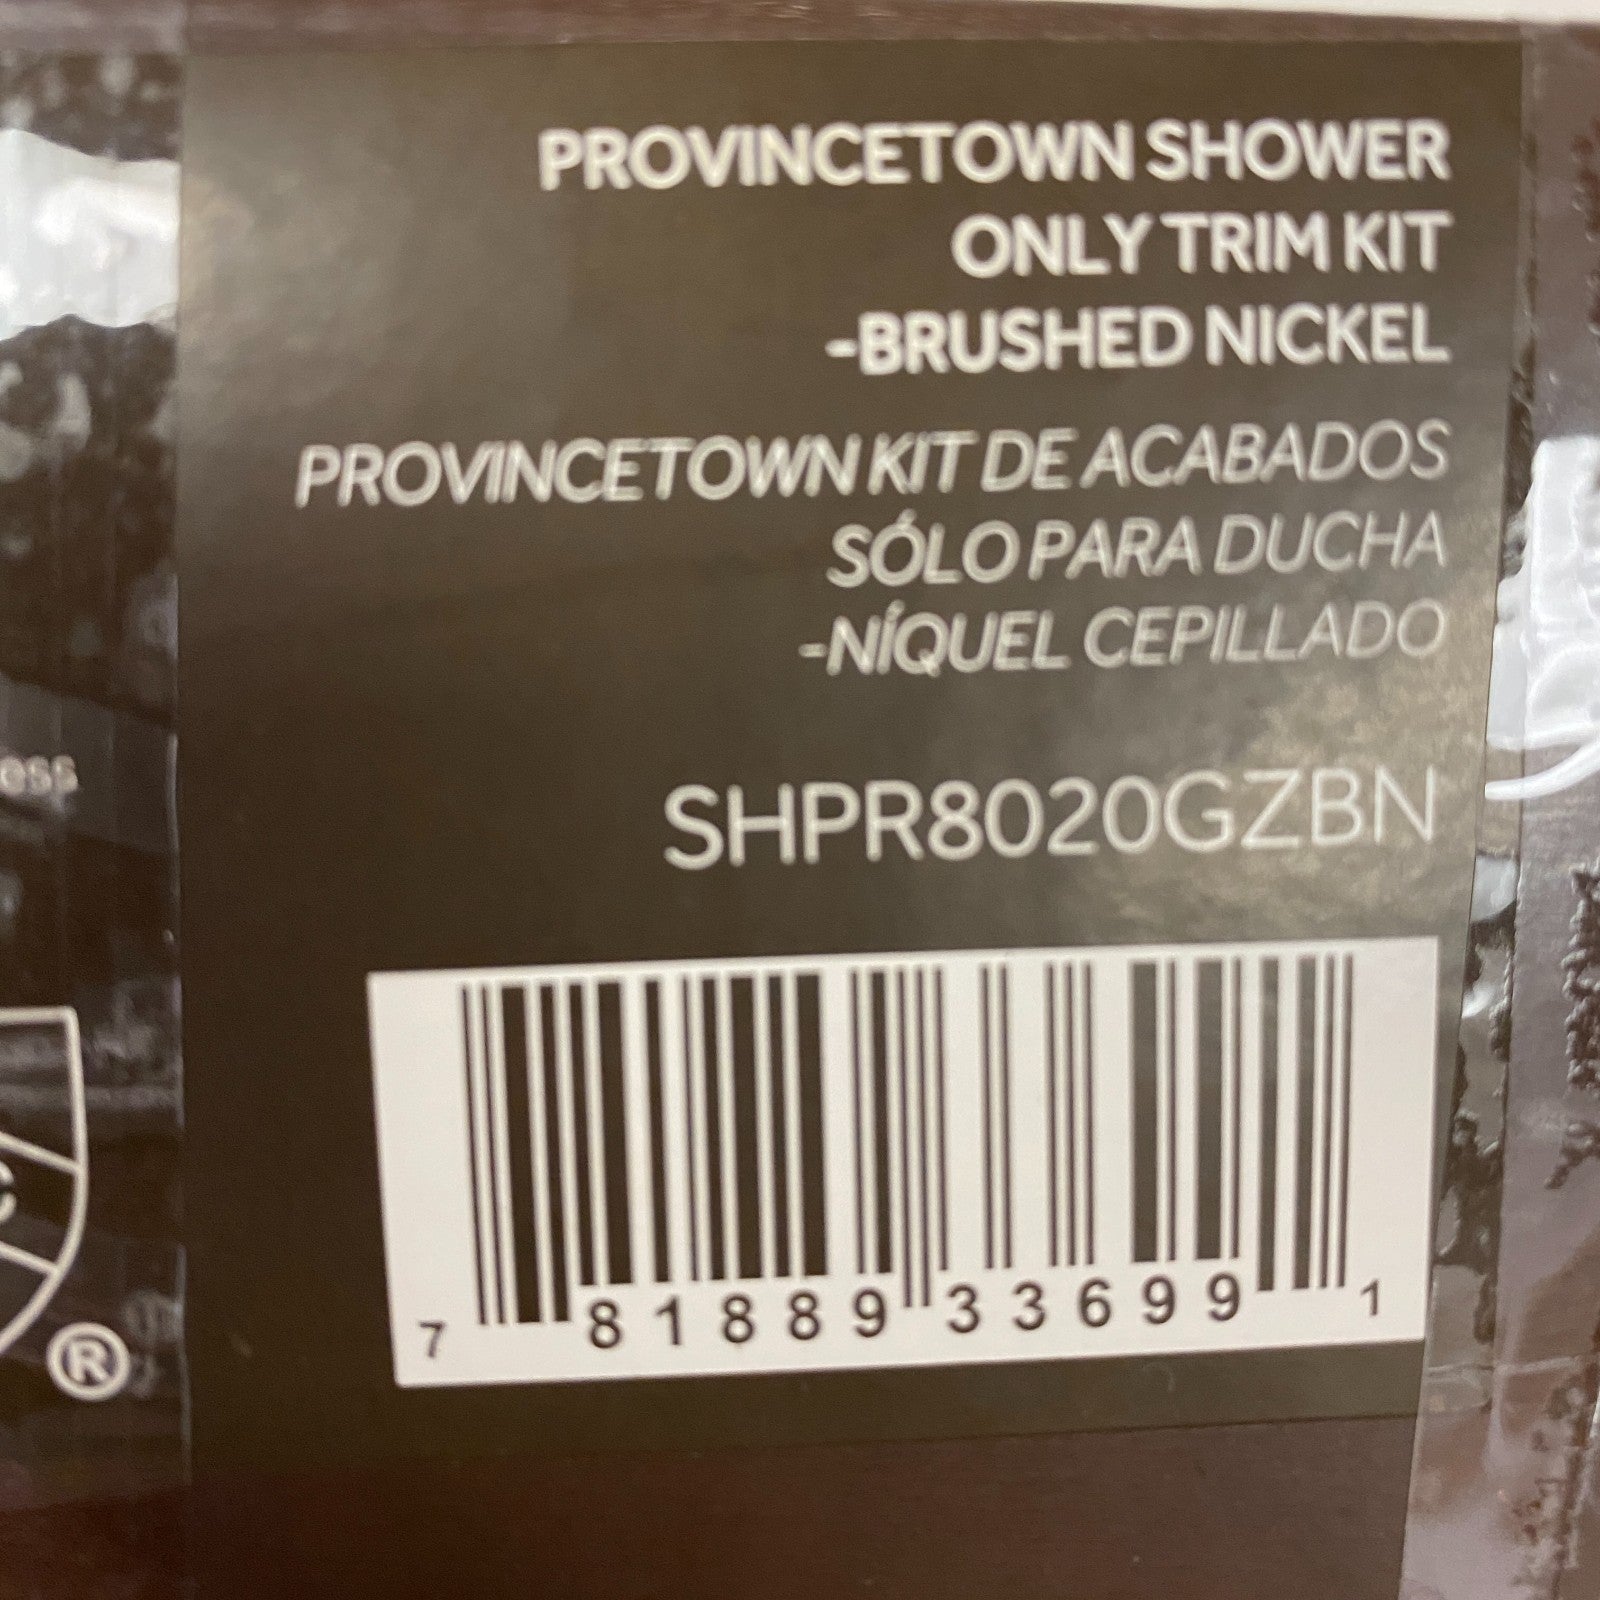 PROVINCETOWN SHOWER
ONLY TRIM KIT
-BRUSHED NICKEL
PROVINCETOWN KIT DE ACABADOS
SÓLO PARA DUCHA
-NÍQUEL CEPILLADO
SHPR8020GZBN
7 81889 33699 1
ess
C
®